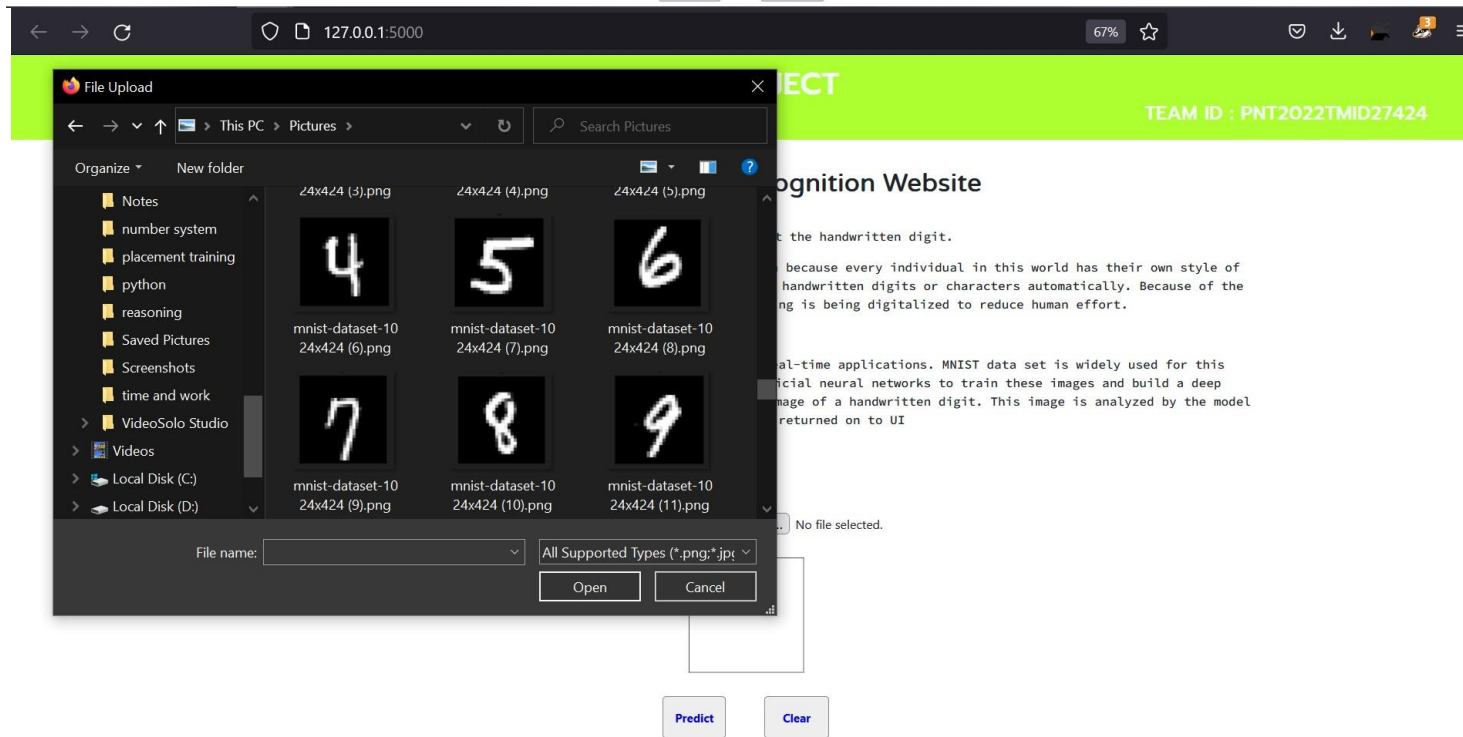 127.0.0.1:5000
67%
3
JECT
TEAM ID : PNT2022TMID27424
File Upload
This PC > Pictures >
Search Pictures
Organize
New folder
?
Notes
number system
placement training
python
reasoning
Saved Pictures
Screenshots
time and work
VideoSolo Studio
Videos
Local Disk (C:)
Local Disk (D:)
24x424 (3).png
24x424 (4).png
24x424 (5).png
4
5
6
mnist-dataset-10
24x424 (6).png
mnist-dataset-10
24x424 (7).png
mnist-dataset-10
24x424 (8).png
7
8
9
mnist-dataset-10
24x424 (9).png
mnist-dataset-10
24x424 (10).png
mnist-dataset-10
24x424 (11).png
File name:
All Supported Types (*.png;*.jpg
Open
Cancel
ognition Website
t the handwritten digit.
because every individual in this world has their own style of
handwritten digits or characters automatically. Because of the
ng is being digitalized to reduce human effort.
al-time applications. MNIST data set is widely used for this
icial neural networks to train these images and build a deep
mage of a handwritten digit. This image is analyzed by the model
returned on to UI
.. No file selected.
Predict
Clear